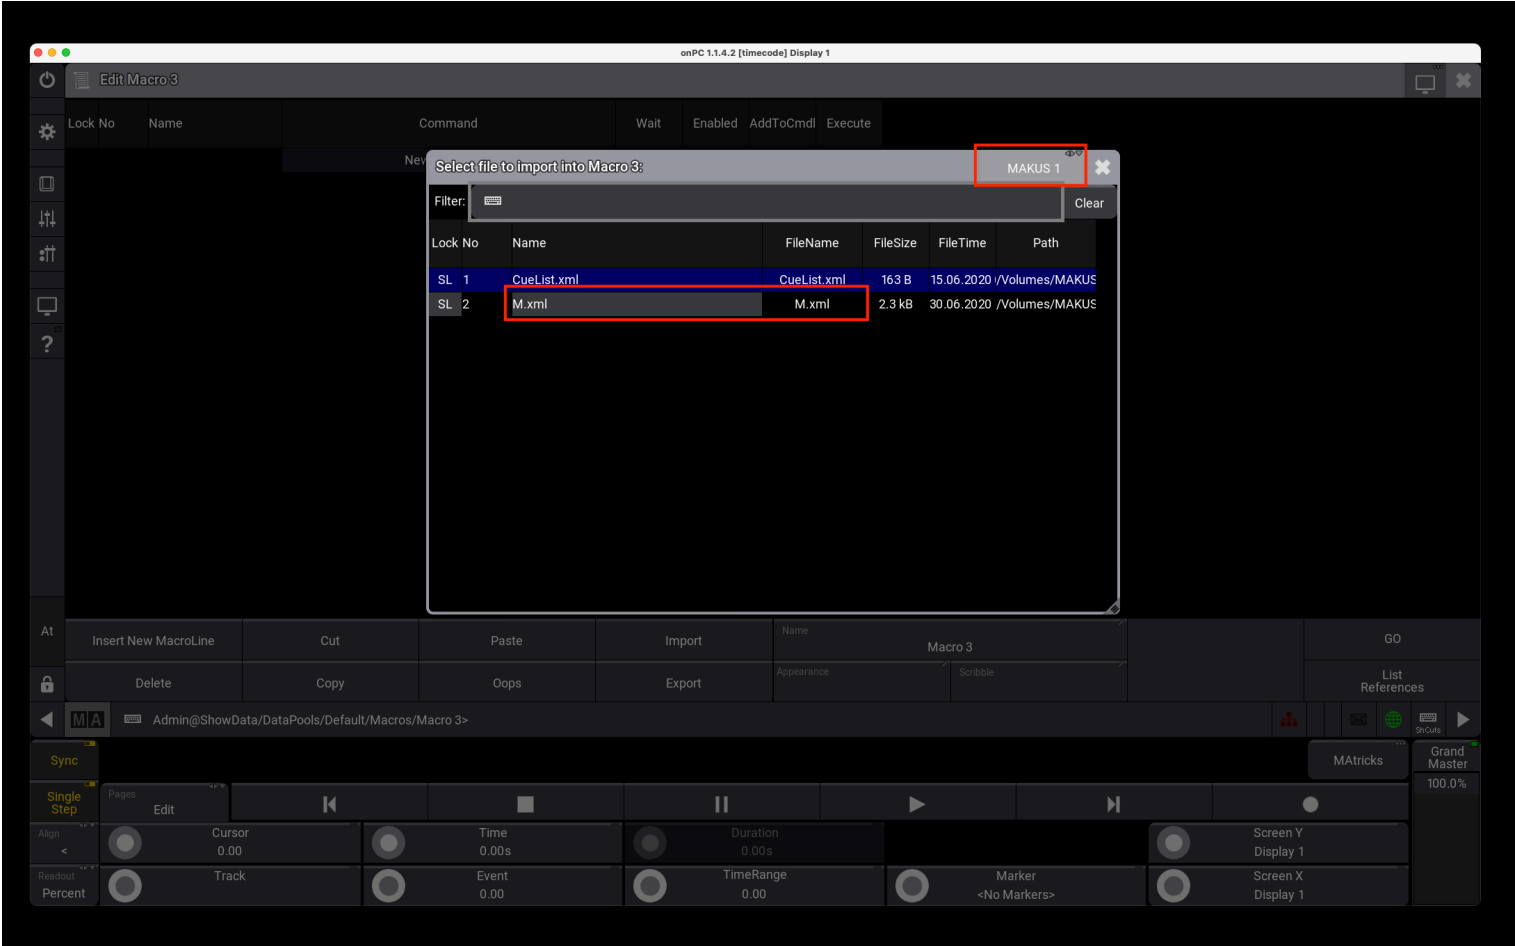 onPC 1.1.4.2 [timecode] Display 1
Edit Macro 3
Lock No Name Command Wait Enabled AddToCmdl Execute
New
Select file to import into Macro 3:
MAKUS 1
Filter:
Clear
Lock No Name FileName FileSize FileTime Path
SL 1 CueList.xml CueList.xml 163 B 15.06.2020 /Volumes/MAKUS
SL 2 M.xml M.xml 2.3 kB 30.06.2020 /Volumes/MAKUS
?
At
Insert New MacroLine Cut Paste Import
Name
Macro 3
GO
Delete Copy Oops Export
Appearance
Scribble
List
References
MA
Admin@ShowData/DataPools/Default/Macros/Macro 3>
ShCuts
Sync
MAtricks
Grand
Master
100.0%
Single
Step
Pages
Edit
Align
<
Cursor
0.00
Time
0.00s
Duration
0.00s
Screen Y
Display 1
Readout
Percent
Track
Event
0.00
TimeRange
0.00
Marker
<No Markers>
Screen X
Display 1